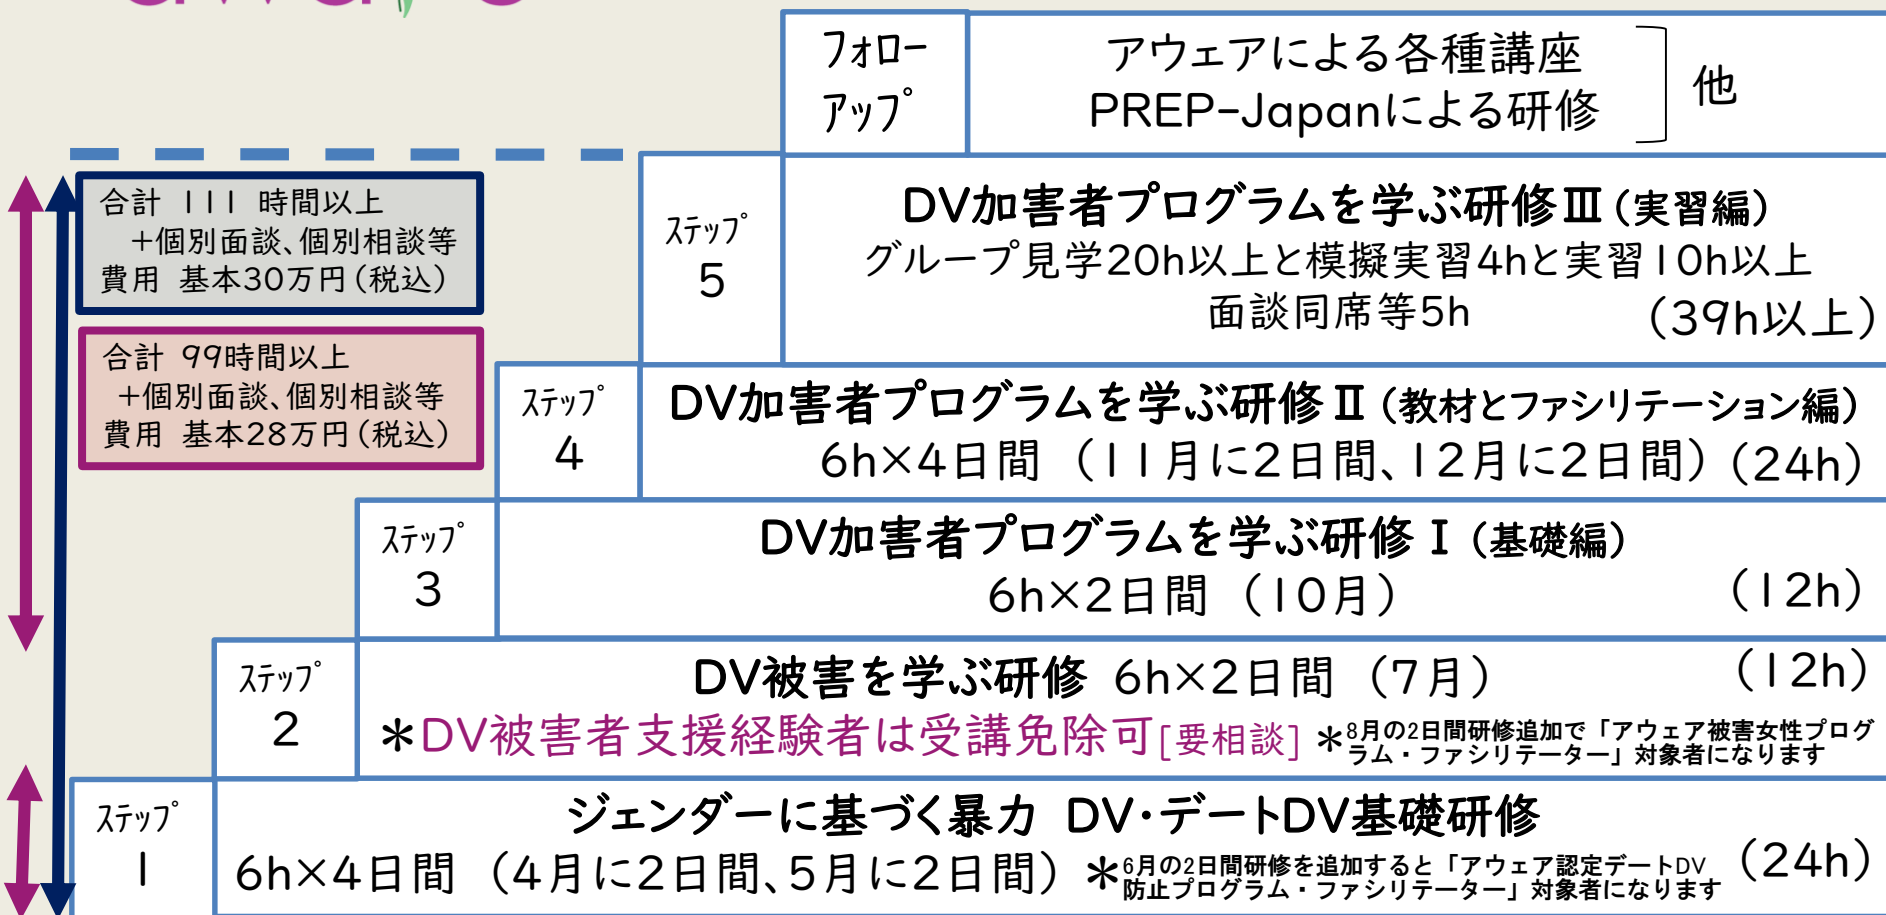 フォロー
アップ
アウェアによる各種講座
PREP-Japanによる研修
他
合計 111 時間以上
+個別面談、個別相談等
費用 基本30万円(税込)
合計 99時間以上
+個別面談、個別相談等
費用 基本28万円(税込)
ステップ
5
DV加害者プログラムを学ぶ研修Ⅲ(実習編)
グループ見学20h以上と模擬実習4hと実習10h以上
面談同席等5h (39h以上)
ステップ
4
DV加害者プログラムを学ぶ研修Ⅱ(教材とファシリテーション編)
6h×4日間 (11月に2日間、12月に2日間) (24h)
ステップ
3
DV加害者プログラムを学ぶ研修Ⅰ(基礎編)
6h×2日間 (10月) (12h)
ステップ
2
DV被害を学ぶ研修 6h×2日間 (7月) (12h)
*DV被害者支援経験者は受講免除可[要相談] *8月の2日間研修追加で「アウェア被害女性プログ
ラム・ファシリテーター」対象者になります
ステップ
1
ジェンダーに基づく暴力 DV・デートDV基礎研修
6h×4日間 (4月に2日間、5月に2日間) *6月の2日間研修を追加すると「アウェア認定デートDV
防止プログラム・ファシリテーター」対象者になります (24h)